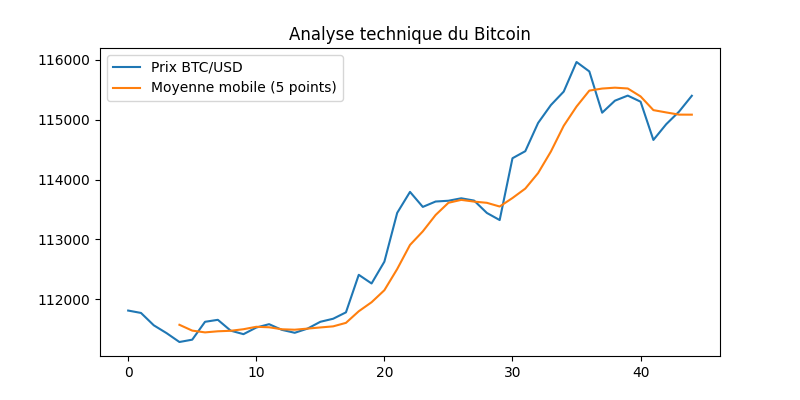 Analyse technique du Bitcoin
Prix BTC/USD
Moyenne mobile (5 points)
116000
115000
114000
113000
112000
0 10 20 30 40